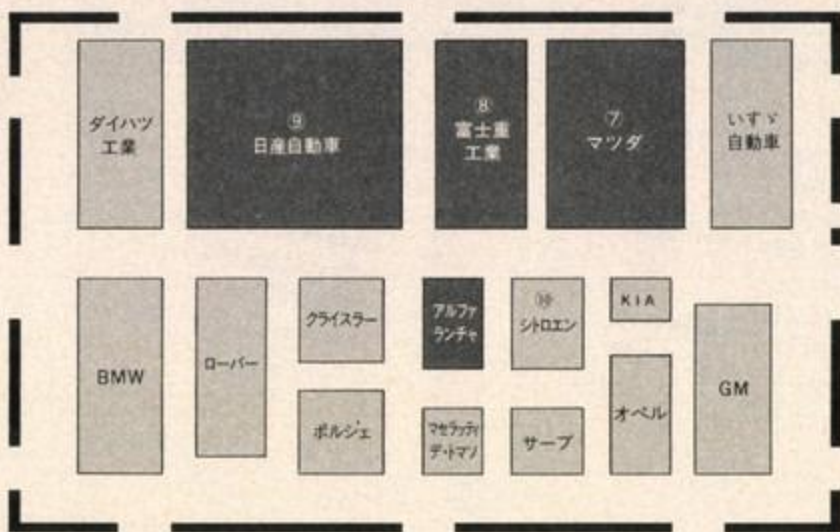 ダイハツ
工業
⑨
日産自動車
⑧
富士重
工業
⑦
マツダ
いすゞ
自動車
BMW
ローバー
クライスラー
ポルシェ
アルファ
ランチャ
マセラッティ
デ・トマソ
⑩
シトロエン
サーブ
KIA
オペル
GM